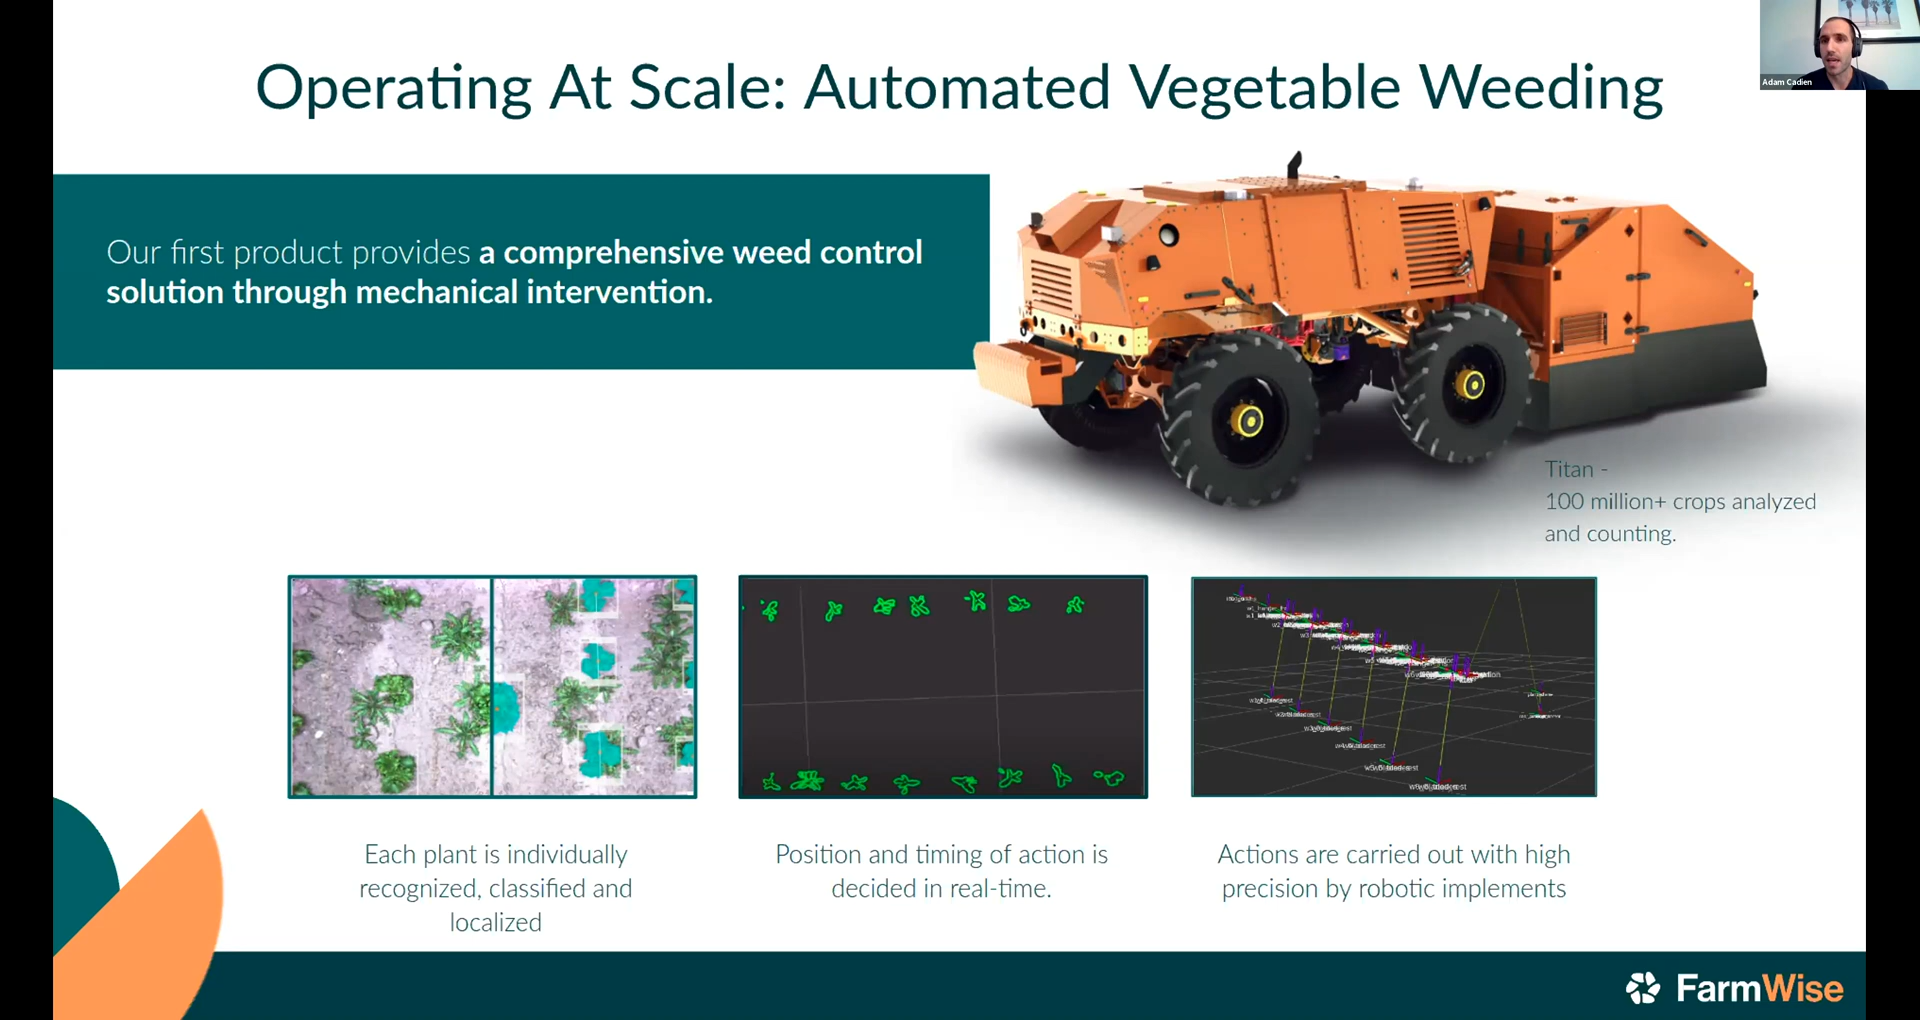 Operating At Scale: Automated Vegetable Weeding
Adam Cadien
Our first product provides a comprehensive weed control
solution through mechanical intervention.
Titan -
100 million+ crops analyzed
and counting.
Each plant is individually
recognized, classified and
localized
Position and timing of action is
decided in real-time.
Actions are carried out with high
precision by robotic implements
FarmWise